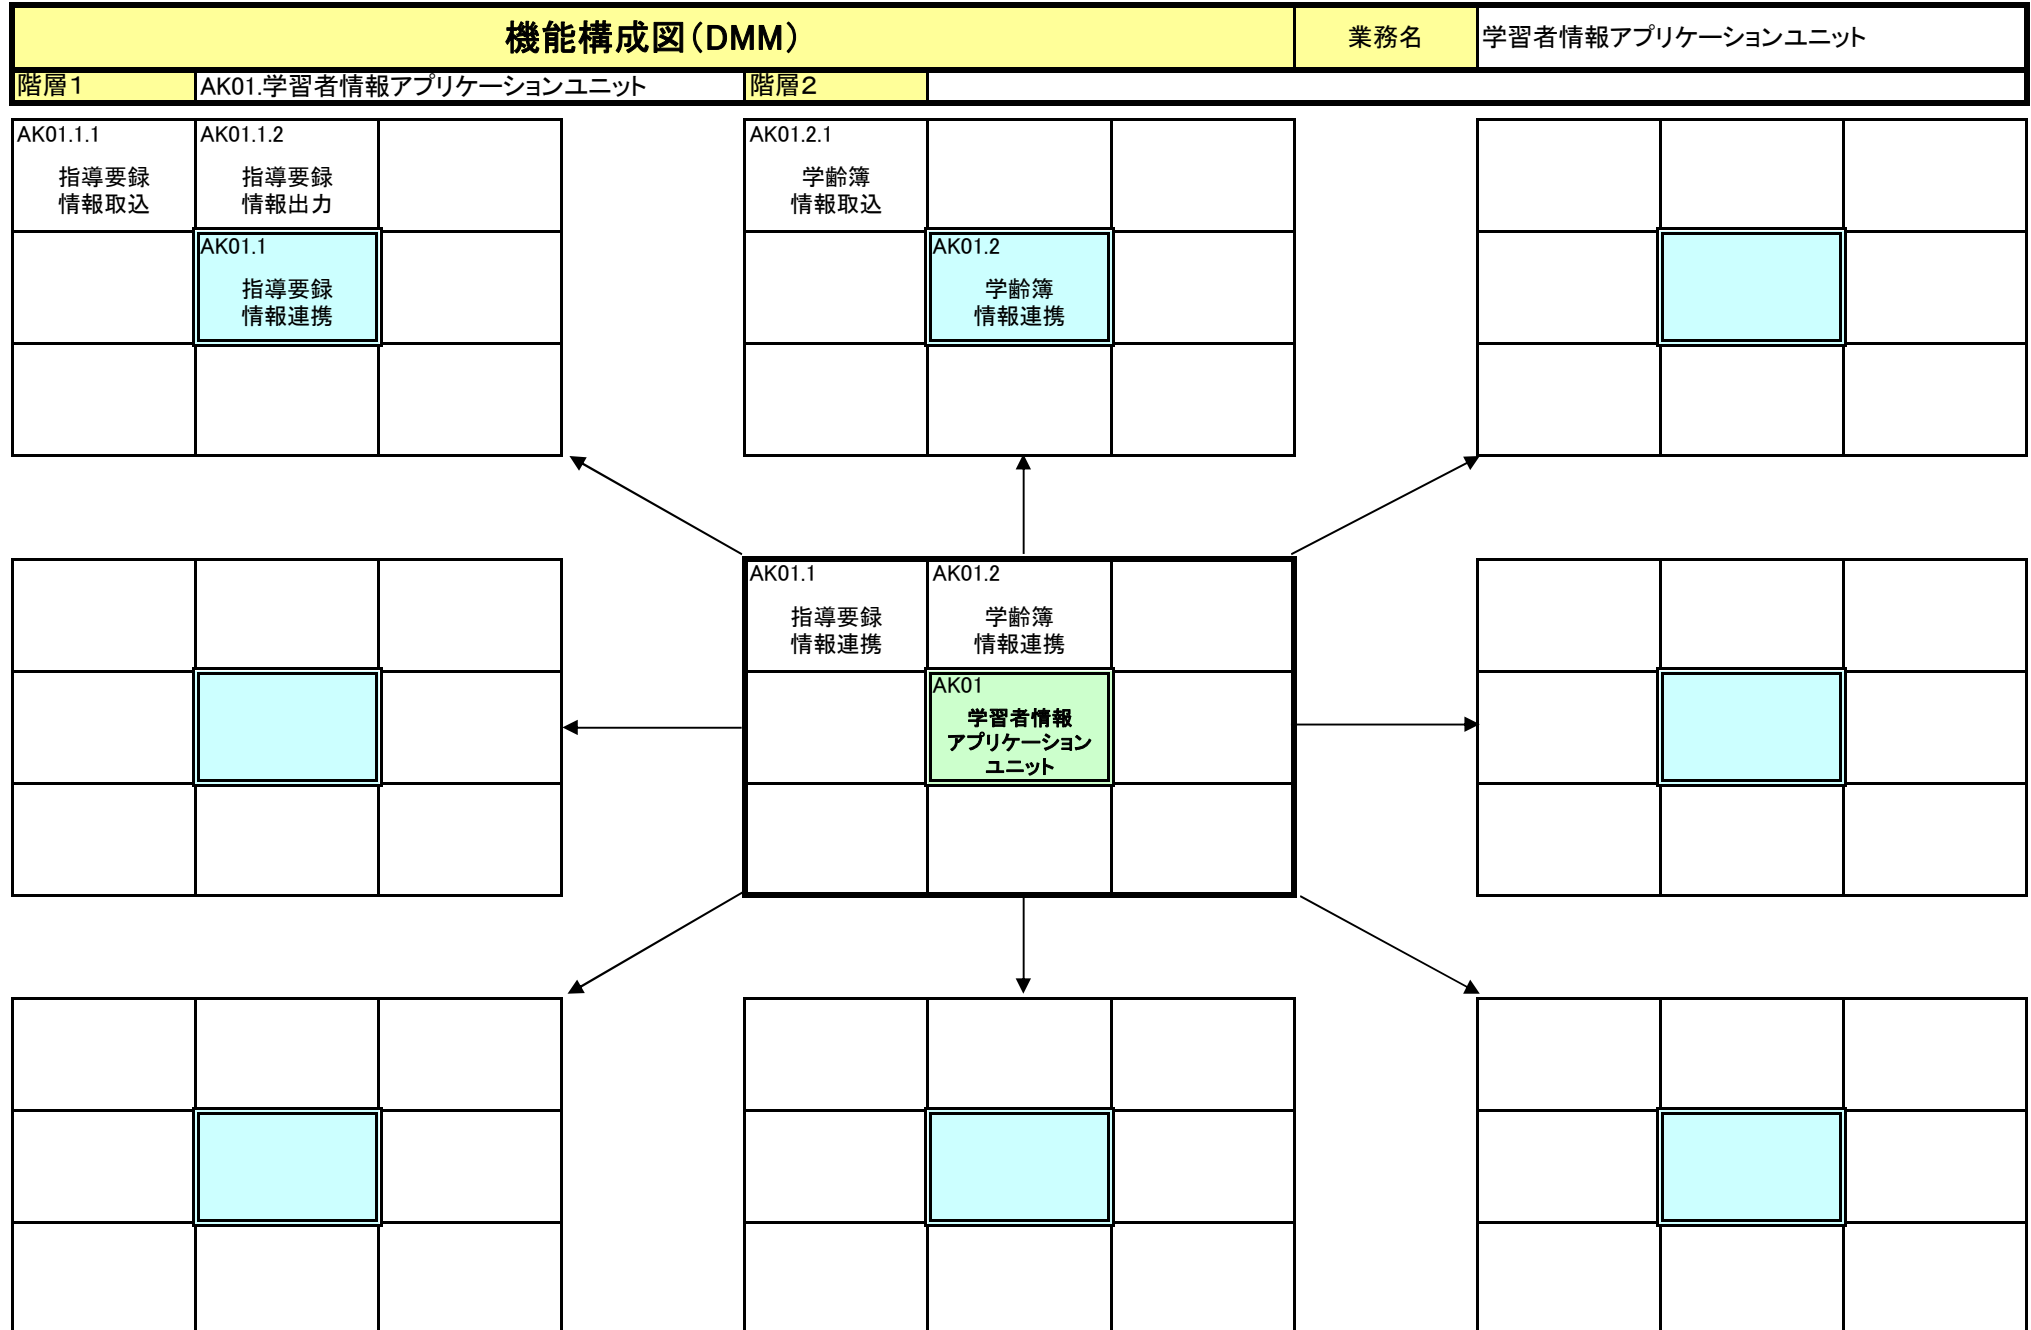 機能構成図（DMM）
業務名
学習者情報アプリケーションユニット
階層１
AK01.学習者情報アプリケーションユニット
階層２
AK01.1.1
指導要録
情報取込
AK01.1.2
指導要録
情報出力
AK01.1
指導要録
情報連携
AK01.2.1
学齢簿
情報取込
AK01.2
学齢簿
情報連携
AK01.1
指導要録
情報連携
AK01.2
学齢簿
情報連携
AK01
学習者情報
アプリケーション
ユニット